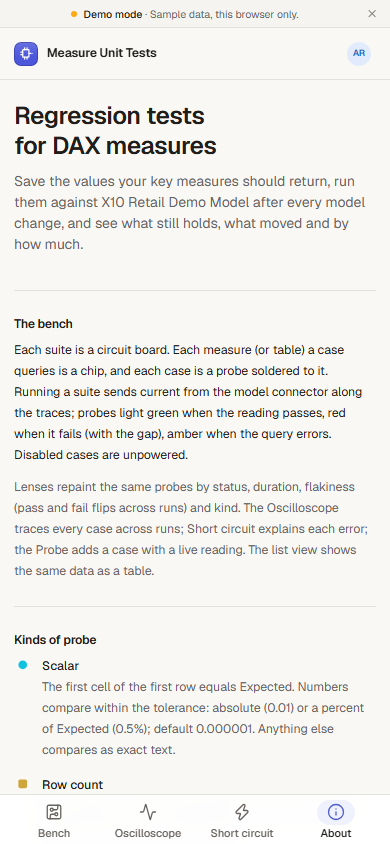 Demo mode · Sample data, this browser only.
Measure Unit Tests
AR
Regression tests
for DAX measures
Save the values your key measures should return, run
them against X10 Retail Demo Model after every model
change, and see what still holds, what moved and by
how much.
The bench
Each suite is a circuit board. Each measure (or table) a case
queries is a chip, and each case is a probe soldered to it.
Running a suite sends current from the model connector along
the traces; probes light green when the reading passes, red
when it fails (with the gap), amber when the query errors.
Disabled cases are unpowered.
Lenses repaint the same probes by status, duration, flakiness
(pass and fail flips across runs) and kind. The Oscilloscope
traces every case across runs; Short circuit explains each error;
the Probe adds a case with a live reading. The list view shows
the same data as a table.
Kinds of probe
Scalar
The first cell of the first row equals Expected. Numbers
compare within the tolerance: absolute (0.01) or a percent
of Expected (0.5%); default 0.000001. Anything else
compares as exact text.
Row count
Bench
Oscilloscope
Short circuit
About